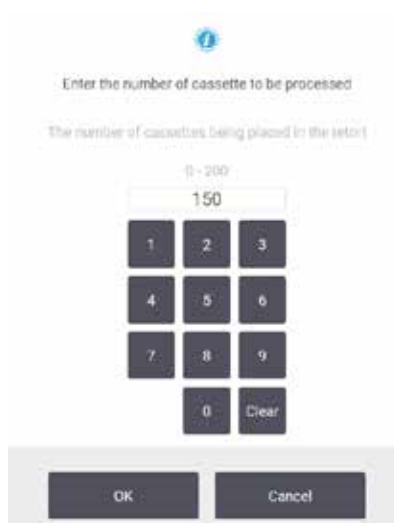 Enter the number of cassette to be processed
The number of cassettes being placed in the retort
0 - 200
150
1 2 3
4 5 6
7 8 9
0 Clear
OK Cancel